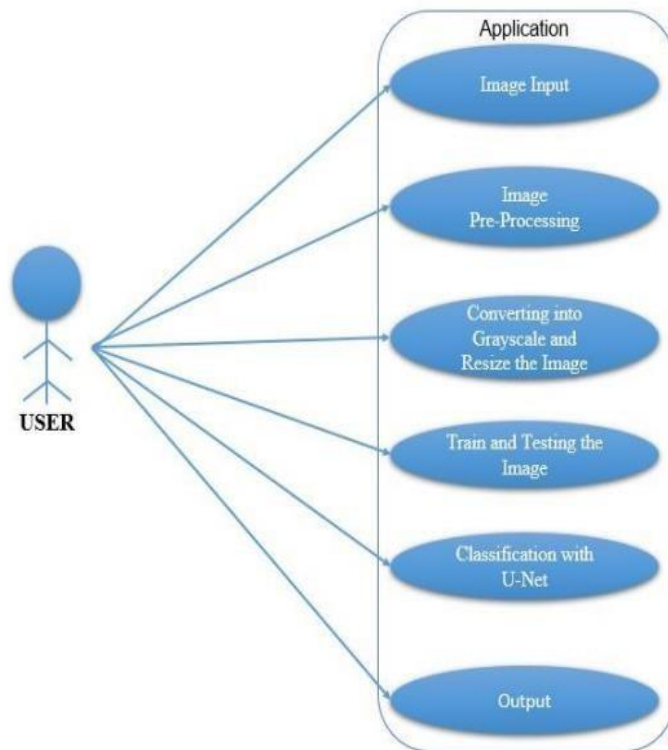 Application
Image Input
Image
Pre-Processing
Converting into
Grayscale and
Resize the Image
USER
Train and Testing the
Image
Classification with
U-Net
Output